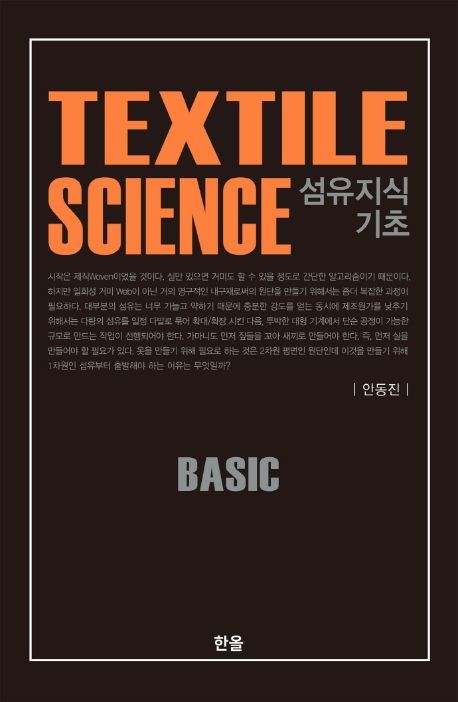 TEXTILE
SCIENCE
섬유지식
기초
시작은 제직Woven이었을 것이다. 실만 있으면 거미도 할 수 있을 정도로 간단한 알고리즘이기 때문이다.
하지만 일회성 거미 Web이 아닌 거의 영구적인 내구재로써의 원단을 만들기 위해서는 좀더 복잡한 과정이
필요하다. 대부분의 섬유는 너무 가늘고 약하기 때문에 충분한 강도를 얻는 동시에 제조원가를 낮추기
위해서는 다량의 섬유를 일정 다발로 묶어 확대/확장 시킨 다음, 투박한 대형 기계에서 단순 공정이 가능한
규모로 만드는 작업이 선행되어야 한다. 가마니도 먼저 짚들을 꼬아 새끼로 만들어야 한다. 즉, 먼저 실을
만들어야 할 필요가 있다. 옷을 만들기 위해 필요로 하는 것은 2차원 평면인 원단인데 이것을 만들기 위해
1차원인 섬유부터 출발해야 하는 이유는 무엇일까?
| 안동진 |
BASIC
한올